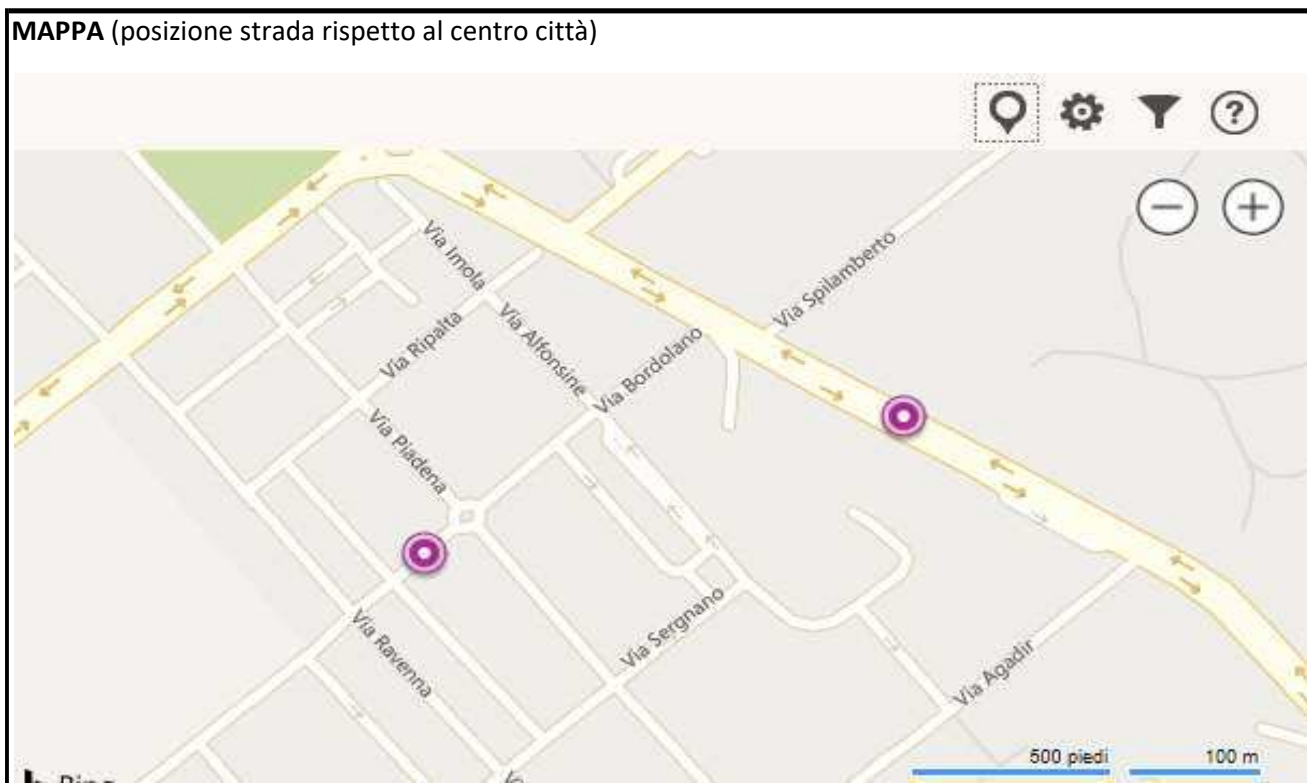 MAPPA (posizione strada rispetto al centro città)
?
Via Imola
Via Spilamberto
Via Ripalta
Via Alfonsine
Via Bordolano
Via Piadena
Via Sergnano
Via Ravenna
Via Agadir
500 piedi
100 m